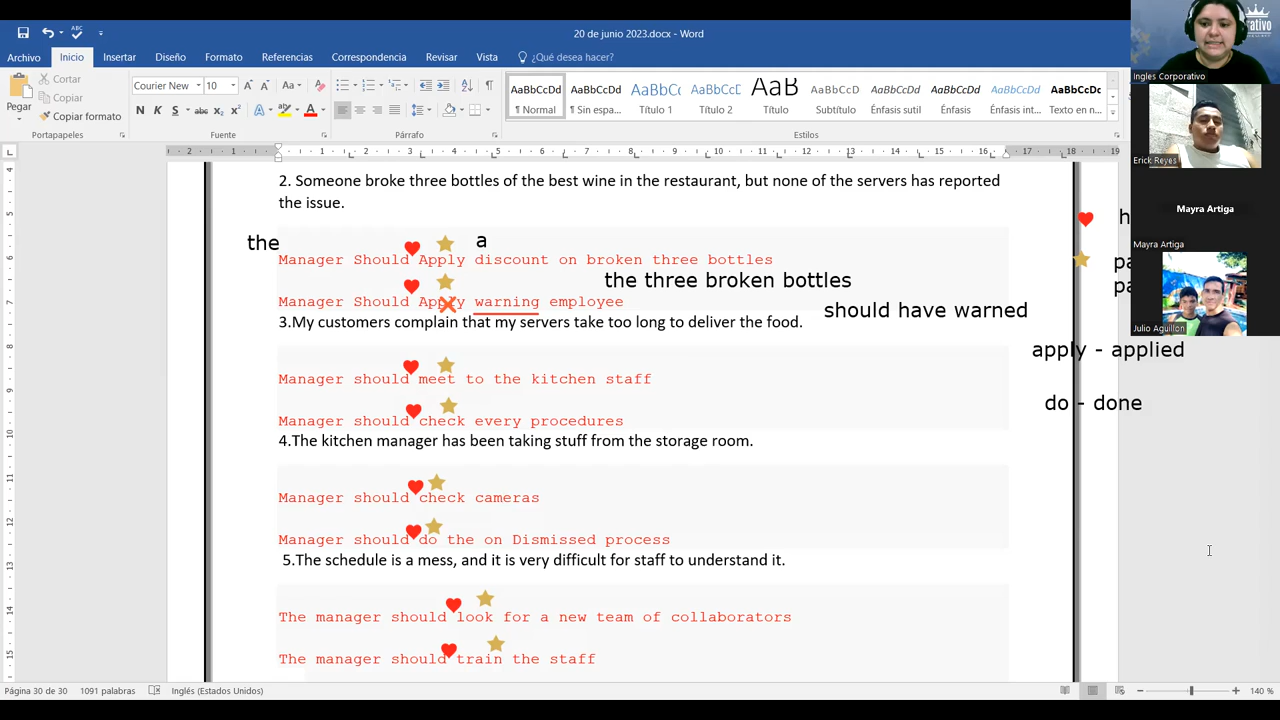 20 de junio 2023.docx - Word
Archivo Inicio Insertar Diseño Formato Referencias Correspondencia Revisar Vista ¿Qué desea hacer?
Pegar
Cortar
Copiar
Copiar formato
Portapapeles
Courier New 10
N K S abc x₂ x²
Fuente
Párrafo
AaBbCcDd AaBbCcDd AaBbCc AaBbCcD AaB AaBbCcD AaBbCcDd AaBbCcDd AaBbCcDd AaBbCcDc
¶ Normal ¶ Sin espa... Título 1 Título 2 Título Subtítulo Énfasis sutil Énfasis Énfasis int... Texto en n...
Estilos
2. Someone broke three bottles of the best wine in the restaurant, but none of the servers has reported
the issue.
the
a
Manager Should Apply discount on broken three bottles
the three broken bottles
Manager Should Apply warning employee
should have warned
3.My customers complain that my servers take too long to deliver the food.
apply - applied
Manager should meet to the kitchen staff
do - done
Manager should check every procedures
4.The kitchen manager has been taking stuff from the storage room.
Manager should check cameras
Manager should do the on Dismissed process
5.The schedule is a mess, and it is very difficult for staff to understand it.
The manager should look for a new team of collaborators
The manager should train the staff
h
pa
pa
Ingles Corporativo
Erick Reyes
Mayra Artiga
Mayra Artiga
Julio Aguillon
Página 30 de 30 1091 palabras Inglés (Estados Unidos) 140 %